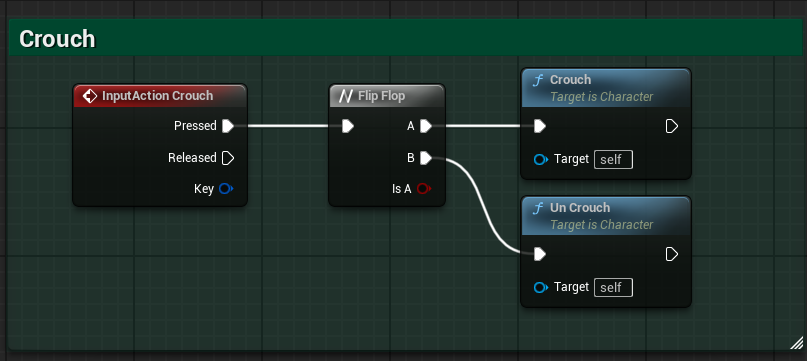 Crouch
InputAction Crouch
Pressed
Released
Key
Flip Flop
A
B
Is A
Crouch
Target is Character
Target self
Un Crouch
Target is Character
Target self